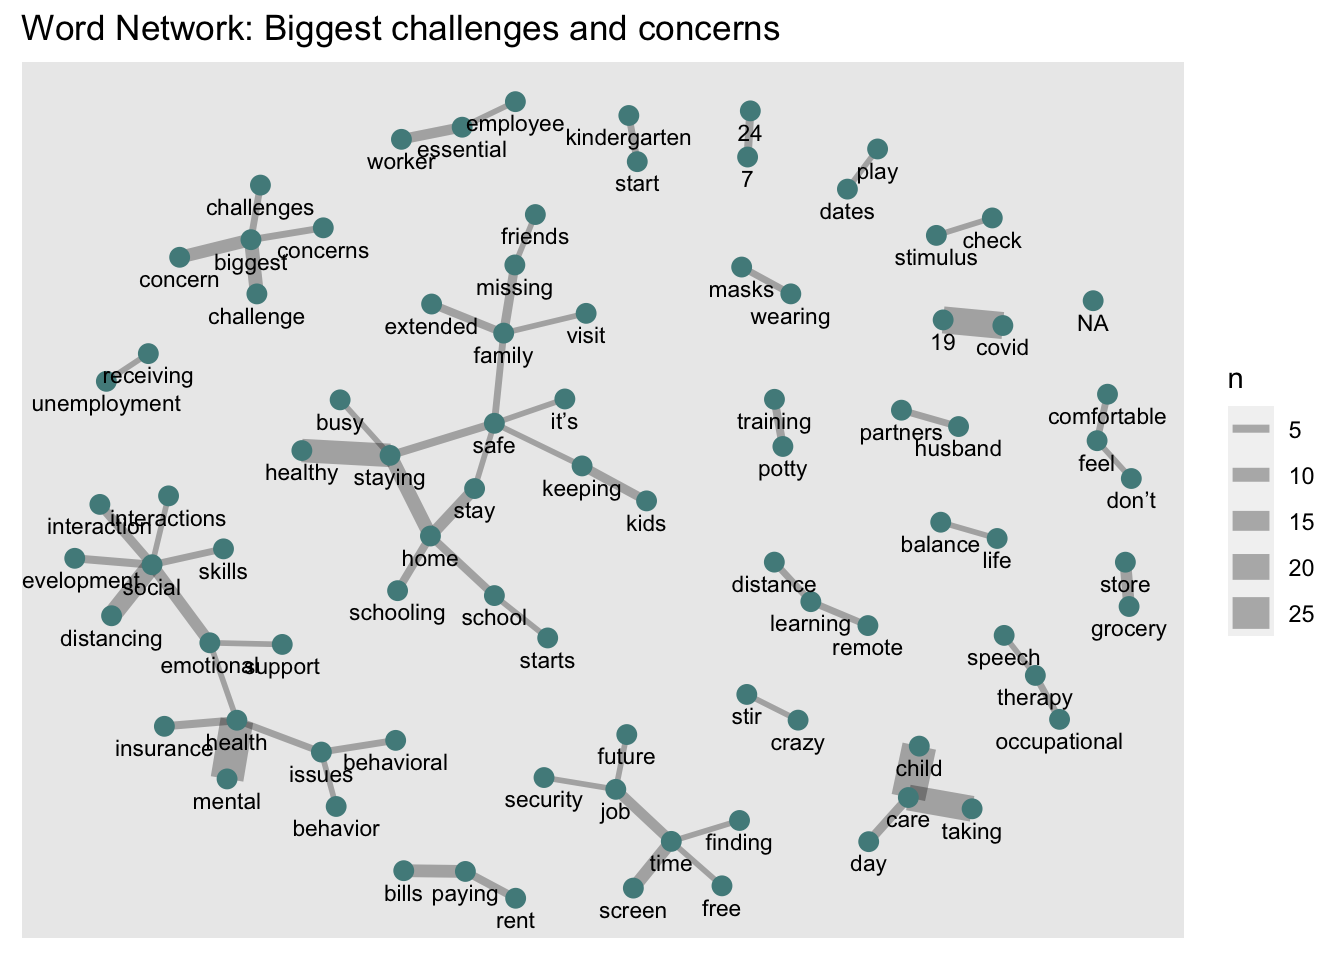 Word Network: Biggest challenges and concerns
employee
essential
worker
kindergarten
start
24
7
play
dates
challenges
concerns
biggest
concern
challenge
friends
missing
check
stimulus
masks
wearing
extended
visit
family
NA
19
covid
receiving
unemployment
n
5
10
15
20
25
busy
it's
safe
healthy
staying
keeping
kids
stay
home
training
potty
partners
husband
comfortable
feel
don't
interactions
interaction
skills
evelopment
social
distancing
schooling
school
starts
distance
learning
remote
balance
life
store
grocery
emotional
support
speech
therapy
occupational
insurance
health
mental
issues
behavioral
behavior
stir
crazy
future
security
job
finding
time
screen
free
child
care
taking
day
bills
paying
rent